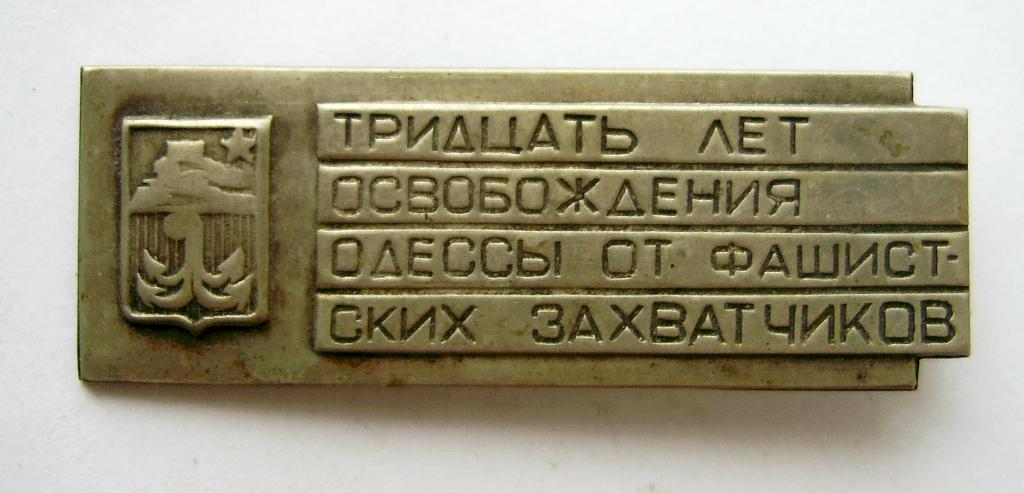 ТРИДЦАТЬ ЛЕТ
ОСВОБОЖДЕНИЯ
ОДЕССЫ ОТ ФАШИСТ-
СКИХ ЗАХВАТЧИКОВ